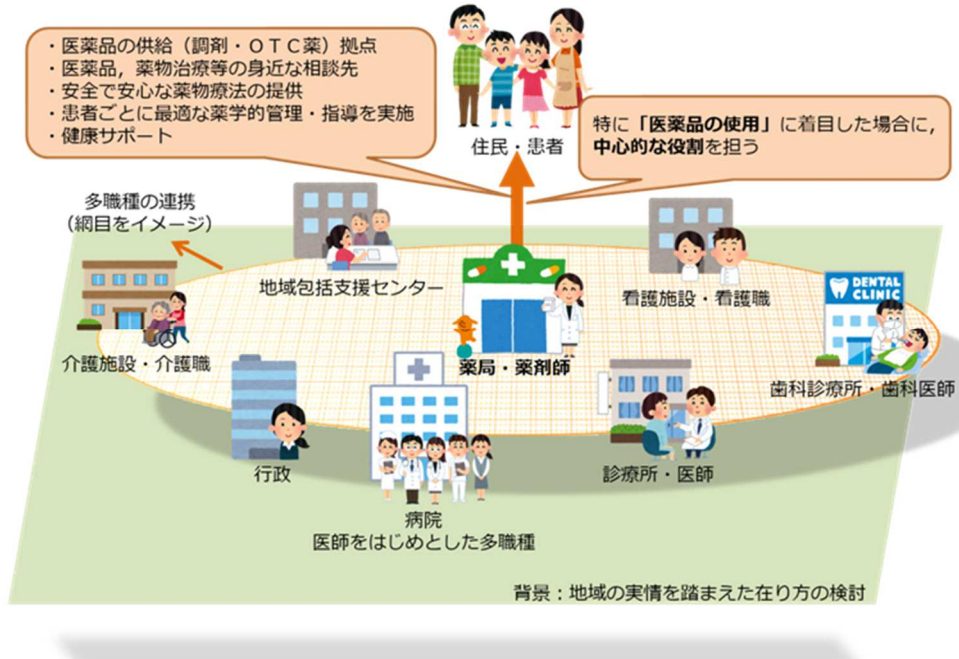 ・医薬品の供給（調剤・ＯＴＣ薬）拠点
・医薬品，薬物治療等の身近な相談先
・安全で安心な薬物療法の提供
・患者ごとに最適な薬学的管理・指導を実施
・健康サポート
住民・患者
特に「医薬品の使用」に着目した場合に，
中心的な役割を担う
多職種の連携
（網目をイメージ）
地域包括支援センター
看護施設・看護職
DENTAL
CLINIC
介護施設・介護職
薬局・薬剤師
歯科診療所・歯科医師
行政
診療所・医師
病院
医師をはじめとした多職種
背景：地域の実情を踏まえた在り方の検討